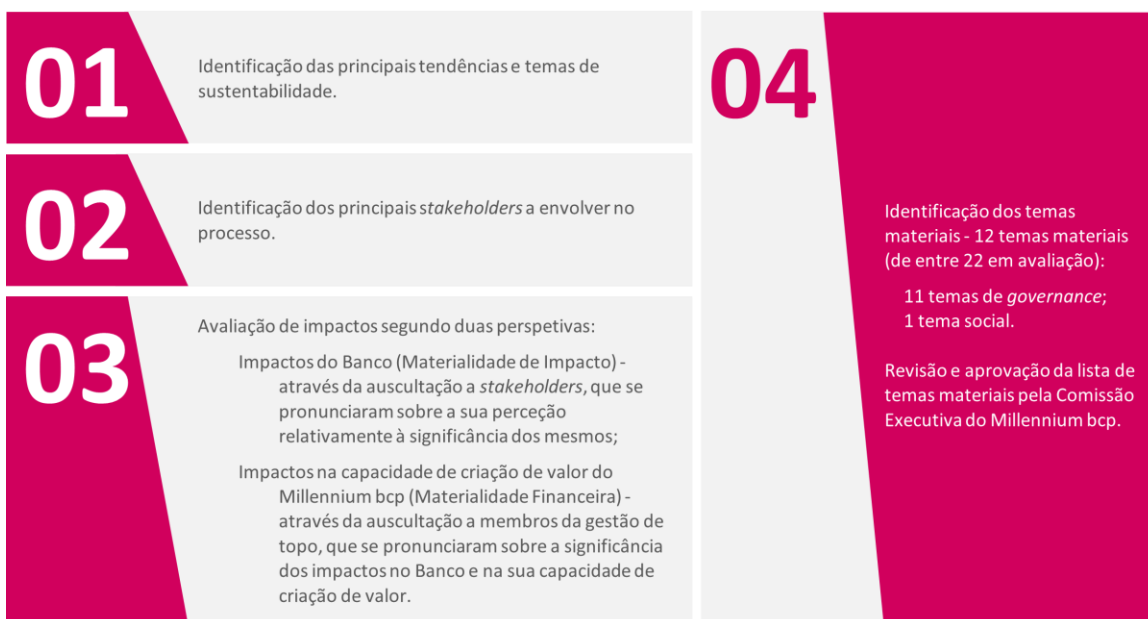 01
Identificação das principais tendências e temas de
sustentabilidade.
02
Identificação dos principais stakeholders a envolver no
processo.
03
Avaliação de impactos segundo duas perspetivas:
Impactos do Banco (Materialidade de Impacto) -
através da auscultação a stakeholders, que se
pronunciaram sobre a sua perceção
relativamente à significância dos mesmos;
Impactos na capacidade de criação de valor do
Millennium bcp (Materialidade Financeira) -
através da auscultação a membros da gestão de
topo, que se pronunciaram sobre a significância
dos impactos no Banco e na sua capacidade de
criação de valor.
04
Identificação dos temas
materiais - 12 temas materiais
(de entre 22 em avaliação):
11 temas de governance;
1 tema social.
Revisão e aprovação da lista de
temas materiais pela Comissão
Executiva do Millennium bcp.